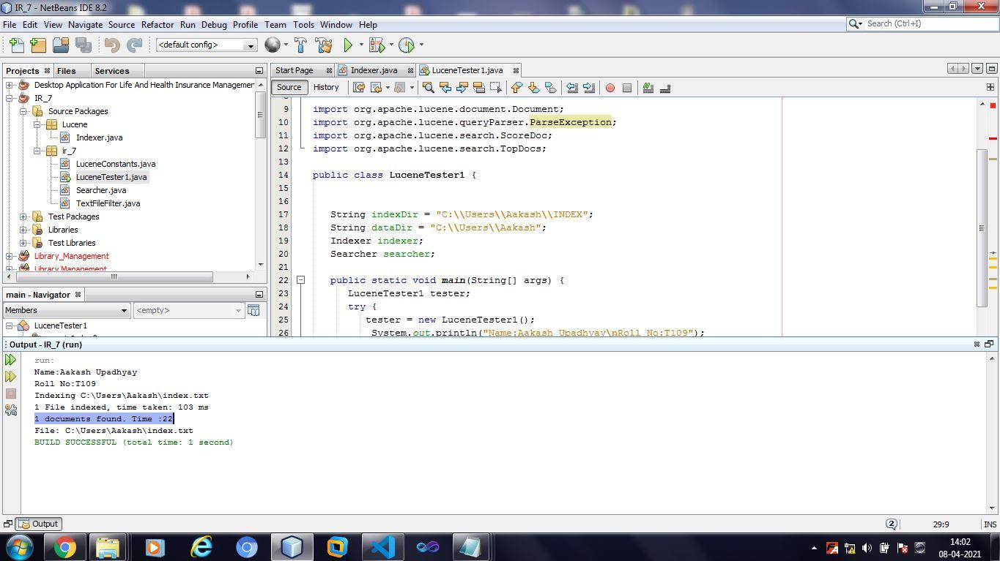 IR_7 - NetBeans IDE 8.2
File Edit View Navigate Source Refactor Run Debug Profile Team Tools Window Help
Search (Ctrl+I)
<default config>
Projects Files Services
Desktop Application For Life And Health Insurance Managemen
IR_7
Source Packages
Lucene
Indexer.java
ir_7
LuceneConstants.java
LuceneTester1.java
Searcher.java
TextFileFilter.java
Test Packages
Libraries
Test Libraries
Library_Management
Library Management
main - Navigator
Members <empty>
LuceneTester1
Start Page Indexer.java LuceneTester1.java
Source History
9 import org.apache.lucene.document.Document;
10 import org.apache.lucene.queryParser.ParseException;
11 import org.apache.lucene.search.ScoreDoc;
12 import org.apache.lucene.search.TopDocs;
13
14 public class LuceneTester1 {
15
16
17 String indexDir = "C:\\Users\\Aakash\\INDEX";
18 String dataDir = "C:\\Users\\Aakash";
19 Indexer indexer;
20 Searcher searcher;
21
22 public static void main(String[] args) {
23 LuceneTester1 tester;
24 try {
25 tester = new LuceneTester1();
26 System.out.println("Name:Aakash Upadhyay\nRoll No:T109");
Output - IR_7 (run)
run:
Name:Aakash Upadhyay
Roll No:T109
Indexing C:\Users\Aakash\index.txt
1 File indexed, time taken: 103 ms
1 documents found. Time :22
File: C:\Users\Aakash\index.txt
BUILD SUCCESSFUL (total time: 1 second)
Output
2 29:9 INS
14:02
08-04-2021